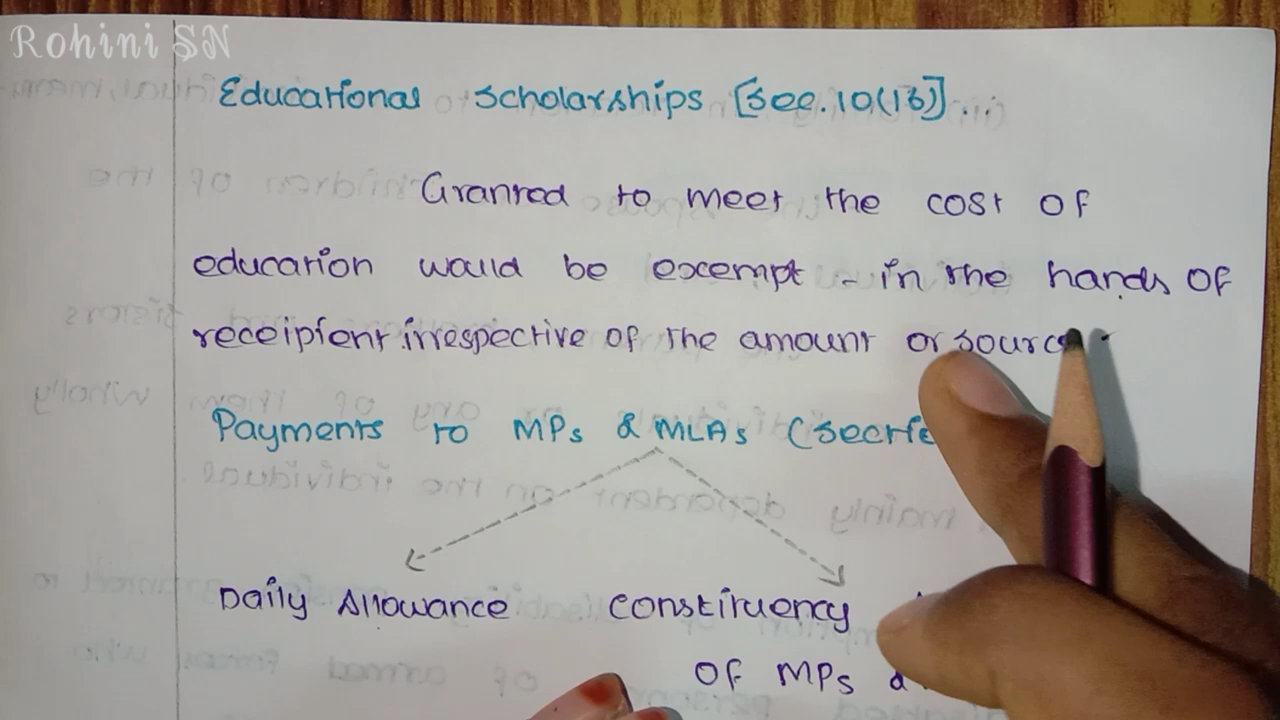 Rohini SN
Educational Scholarships [Sec.10(16)]...
Granted to meet the cost of
education would be exempt - in the hands of
receipient irrespective of the amount or source
Payments to MPs & MLAs
Daily Allowance Constituency
of MPs